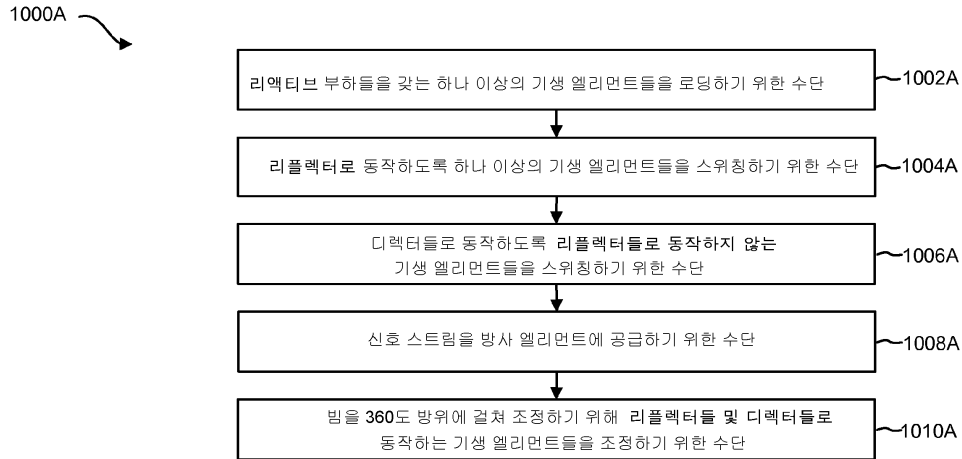 1000A
리액티브 부하들을 갖는 하나 이상의 기생 엘리먼트들을 로딩하기 위한 수단
1002A
리플렉터로 동작하도록 하나 이상의 기생 엘리먼트들을 스위칭하기 위한 수단
1004A
디렉터들로 동작하도록 리플렉터들로 동작하지 않는
기생 엘리먼트들을 스위칭하기 위한 수단
1006A
신호 스트림을 방사 엘리먼트에 공급하기 위한 수단
1008A
빔을 360도 방위에 걸쳐 조정하기 위해 리플렉터들 및 디렉터들로
동작하는 기생 엘리먼트들을 조정하기 위한 수단
1010A